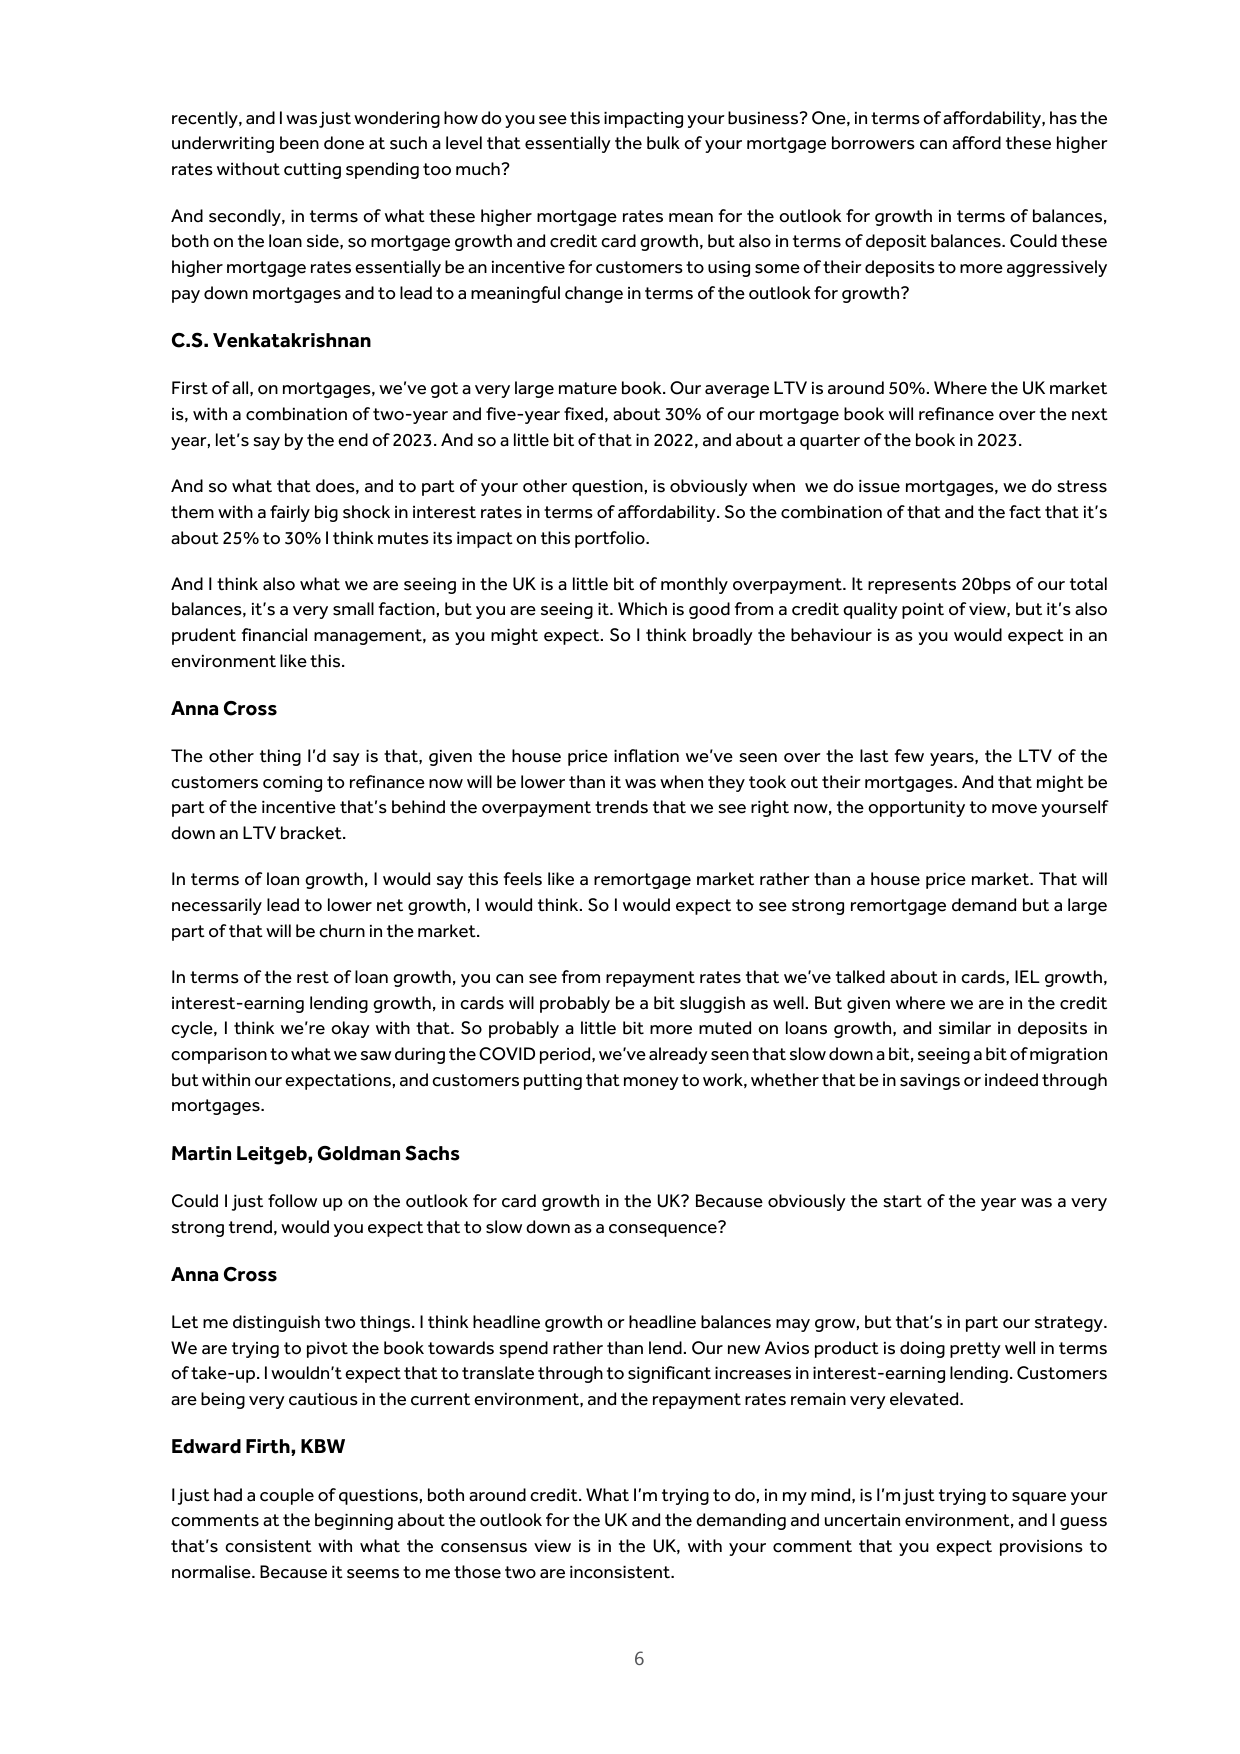 recently, and I was just wondering how do you see this impacting your business? One, in terms of affordability, has the
underwriting been done at such a level that essentially the bulk of your mortgage borrowers can afford these higher
rates without cutting spending too much?
And secondly, in terms of what these higher mortgage rates mean for the outlook for growth in terms of balances,
both on the loan side, so mortgage growth and credit card growth, but also in terms of deposit balances. Could these
higher mortgage rates essentially be an incentive for customers to using some of their deposits to more aggressively
pay down mortgages and to lead to a meaningful change in terms of the outlook for growth?
C.S. Venkatakrishnan
First of all, on mortgages, we've got a very large mature book. Our average LTV is around 50%. Where the UK market
is, with a combination of two-year and five-year fixed, about 30% of our mortgage book will refinance over the next
year, let's say by the end of 2023. And so a little bit of that in 2022, and about a quarter of the book in 2023.
And so what that does, and to part of your other question, is obviously when  we do issue mortgages, we do stress
them with a fairly big shock in interest rates in terms of affordability. So the combination of that and the fact that it's
about 25% to 30% I think mutes its impact on this portfolio.
And I think also what we are seeing in the UK is a little bit of monthly overpayment. It represents 20bps of our total
balances, it's a very small faction, but you are seeing it. Which is good from a credit quality point of view, but it's also
prudent financial management, as you might expect. So I think broadly the behaviour is as you would expect in an
environment like this.
Anna Cross
The other thing I'd say is that, given the house price inflation we've seen over the last few years, the LTV of the
customers coming to refinance now will be lower than it was when they took out their mortgages. And that might be
part of the incentive that's behind the overpayment trends that we see right now, the opportunity to move yourself
down an LTV bracket.
In terms of loan growth, I would say this feels like a remortgage market rather than a house price market. That will
necessarily lead to lower net growth, I would think. So I would expect to see strong remortgage demand but a large
part of that will be churn in the market.
In terms of the rest of loan growth, you can see from repayment rates that we've talked about in cards, IEL growth,
interest-earning lending growth, in cards will probably be a bit sluggish as well. But given where we are in the credit
cycle, I think we're okay with that. So probably a little bit more muted on loans growth, and similar in deposits in
comparison to what we saw during the COVID period, we've already seen that slow down a bit, seeing a bit of migration
but within our expectations, and customers putting that money to work, whether that be in savings or indeed through
mortgages.
Martin Leitgeb, Goldman Sachs
Could I just follow up on the outlook for card growth in the UK? Because obviously the start of the year was a very
strong trend, would you expect that to slow down as a consequence?
Anna Cross
Let me distinguish two things. I think headline growth or headline balances may grow, but that's in part our strategy.
We are trying to pivot the book towards spend rather than lend. Our new Avios product is doing pretty well in terms
of take-up. I wouldn't expect that to translate through to significant increases in interest-earning lending. Customers
are being very cautious in the current environment, and the repayment rates remain very elevated.
Edward Firth, KBW
I just had a couple of questions, both around credit. What I'm trying to do, in my mind, is I'm just trying to square your
comments at the beginning about the outlook for the UK and the demanding and uncertain environment, and I guess
that's consistent with what the consensus view is in the UK, with your comment that you expect provisions to
normalise. Because it seems to me those two are inconsistent.
6